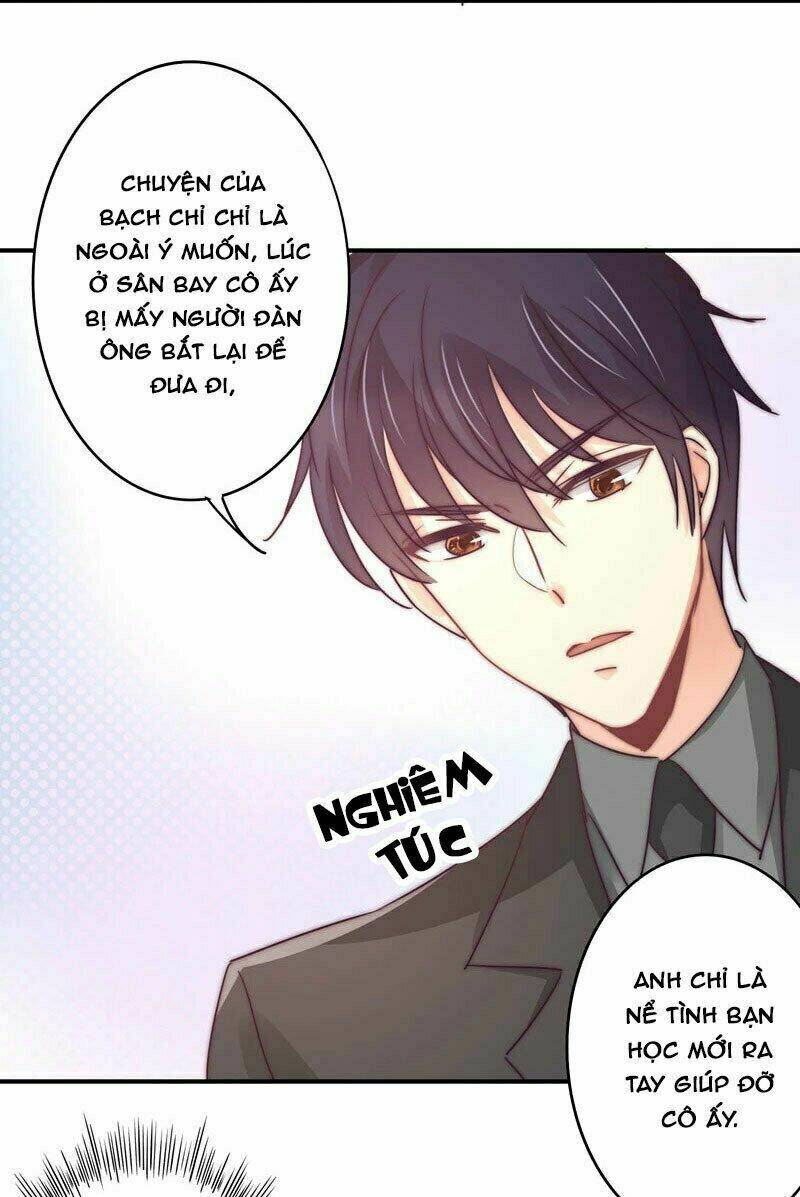 CHUYỆN CỦA
BẠCH CHỈ CHỈ LÀ
NGOÀI Ý MUỐN, LÚC
Ở SÂN BAY CÔ ẤY
BỊ MẤY NGƯỜI ĐÀN
ÔNG BẮT LẠI ĐỂ
ĐƯA ĐI,
NGHIÊM
TÚC
ANH CHỈ LÀ
NỂ TÌNH BẠN
HỌC MỚI RA
TAY GIÚP ĐỠ
CÔ ẤY.